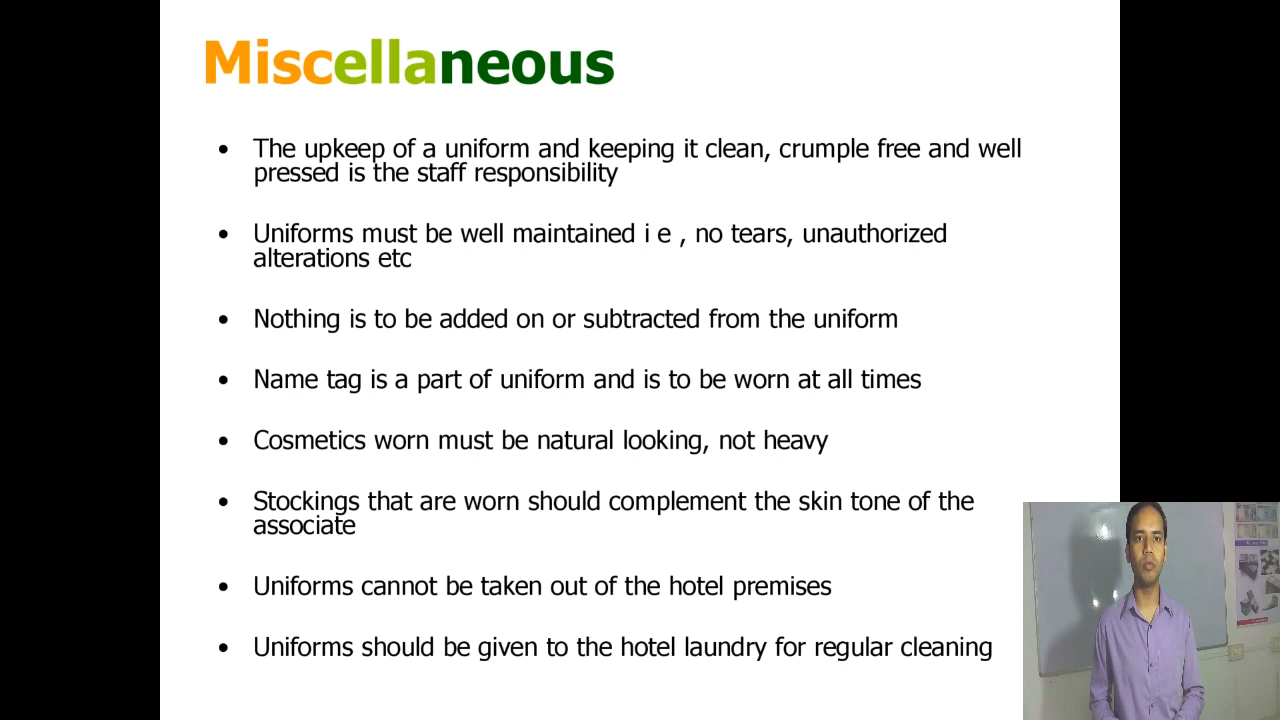 Miscellaneous
• The upkeep of a uniform and keeping it clean, crumple free and well
pressed is the staff responsibility
• Uniforms must be well maintained i e , no tears, unauthorized
alterations etc
• Nothing is to be added on or subtracted from the uniform
• Name tag is a part of uniform and is to be worn at all times
• Cosmetics worn must be natural looking, not heavy
• Stockings that are worn should complement the skin tone of the
associate
• Uniforms cannot be taken out of the hotel premises
• Uniforms should be given to the hotel laundry for regular cleaning